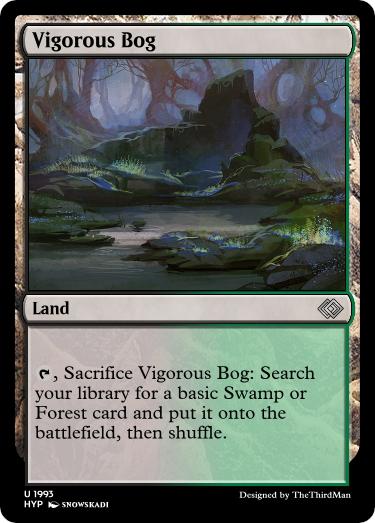 Vigorous Bog
Land
, Sacrifice Vigorous Bog: Search
your library for a basic Swamp or
Forest card and put it onto the
battlefield, then shuffle.
U 1993
HYP SNOWSKADI
Designed by TheThirdMan